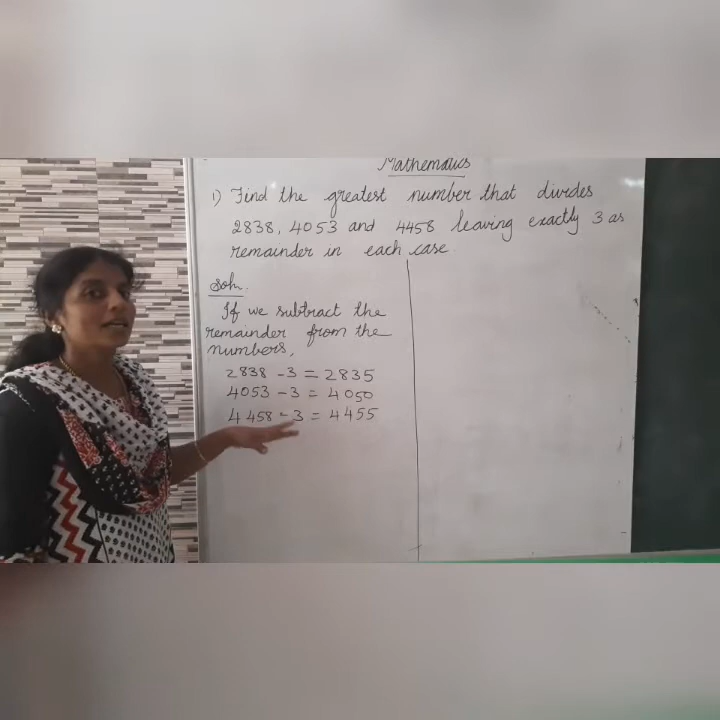 Mathematics
1) Find the greatest number that divides
2838, 4053 and 4458 leaving exactly 3 as
remainder in each case.
Soln.
If we subtract the
remainder from the
numbers,
2838 - 3 = 2835
4053 - 3 = 4050
4458 - 3 = 4455